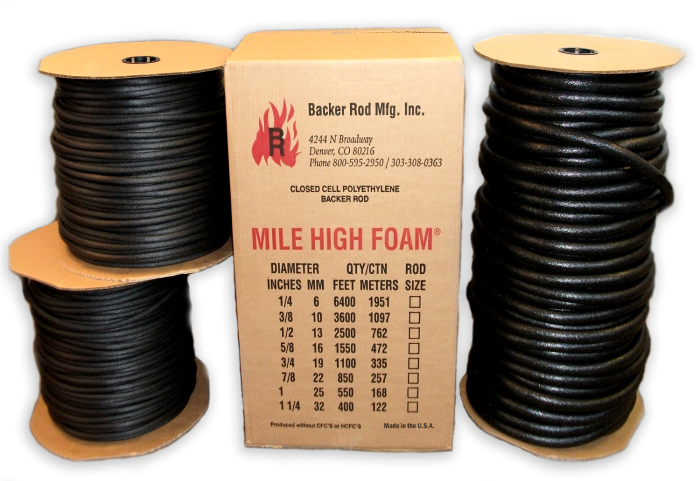 BR
Backer Rod Mfg. Inc.
4244 N Broadway
Denver, CO 80216
Phone 800-595-2950 / 303-308-0363
CLOSED CELL POLYETHYLENE
BACKER ROD
MILE HIGH FOAM®
DIAMETER QTY/CTN ROD
INCHES MM FEET METERS SIZE
1/4 6 6400 1951 ☐
3/8 10 3600 1097 ☐
1/2 13 2500 762 ☐
5/8 16 1550 472 ☐
3/4 19 1100 335 ☐
7/8 22 850 257 ☐
1 25 550 168 ☐
1 1/4 32 400 122 ☐
Produced without CFC'S or HCFC'S Made in the U.S.A.